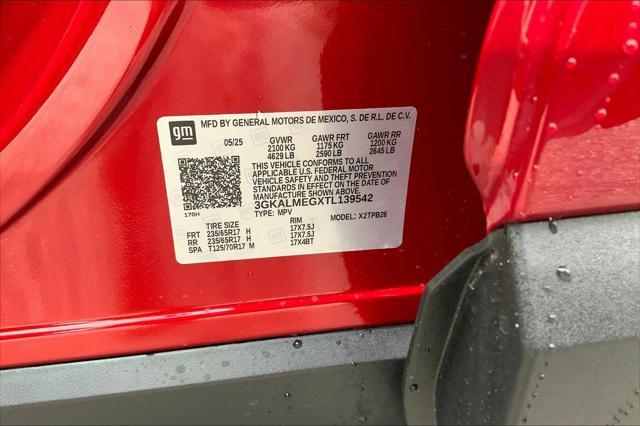 gm MFD BY GENERAL MOTORS DE MEXICO, S. DE R.L. DE C.V.
05/25 GVWR GAWR FRT GAWR RR
2100 KG 1175 KG 1200 KG
4629 LB 2590 LB 2645 LB
THIS VEHICLE CONFORMS TO ALL
APPLICABLE U.S. FEDERAL MOTOR
VEHICLE SAFETY AND THEFT PREVENTION
STANDARDS IN EFFECT ON THE DATE OF
MANUFACTURE SHOWN ABOVE.
3GKALMEGXTL139542
170H TYPE: MPV MODEL: X2TPB26
TIRE SIZE RIM
FRT 235/65R17 H 17X7.5J
RR 235/65R17 H 17X7.5J
SPA T125/70R17 M 17X4BT